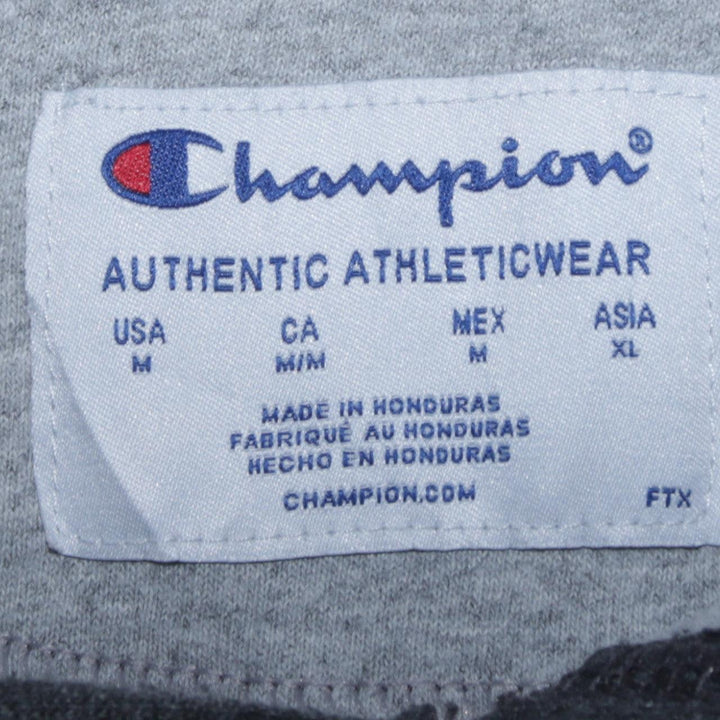 Champion®
AUTHENTIC ATHLETICWEAR
USA CA MEX ASIA
M M/M M XL
MADE IN HONDURAS
FABRIQUÉ AU HONDURAS
HECHO EN HONDURAS
CHAMPION.COM FTX